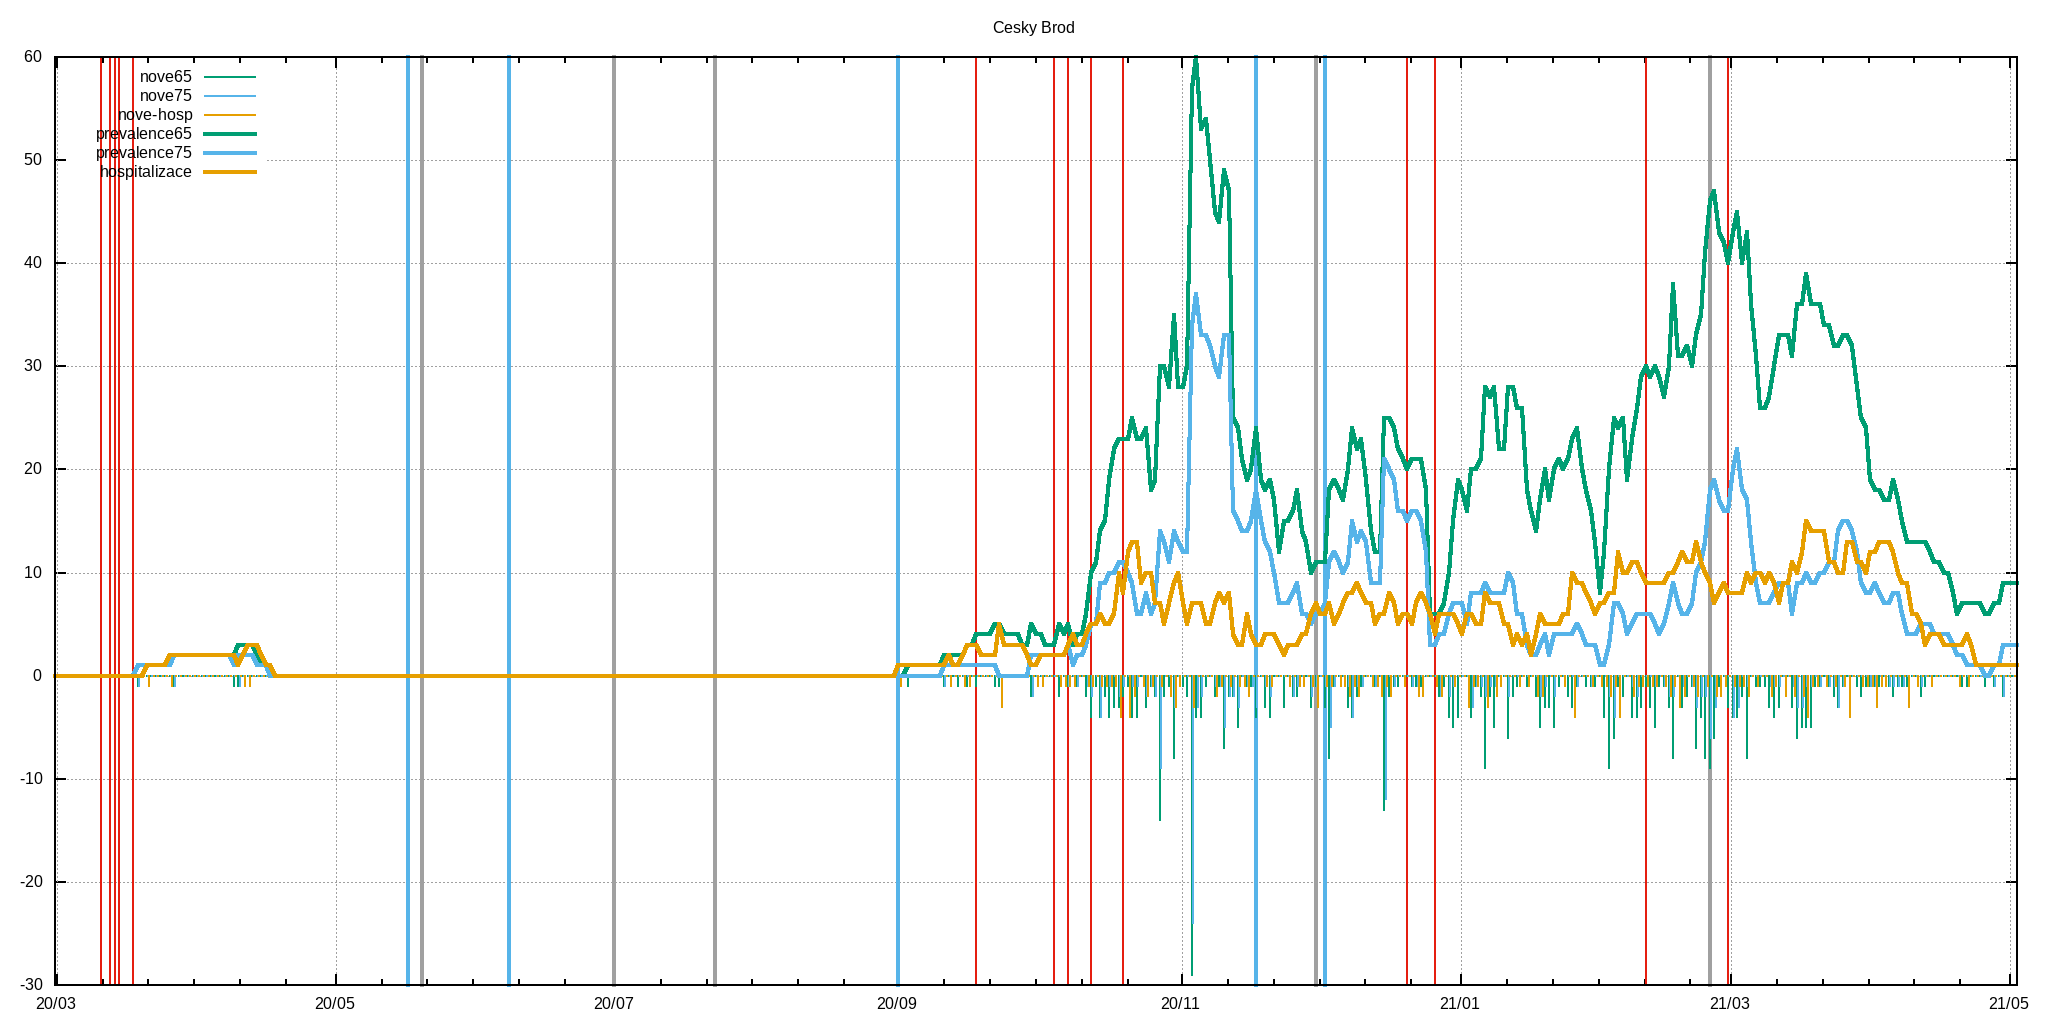 Cesky Brod
60
50
40
30
20
10
0
-10
-20
-30
nove65
nove75
nove-hosp
prevalence65
prevalence75
hospitalizace
20/03 20/05 20/07 20/09 20/11 21/01 21/03 21/05